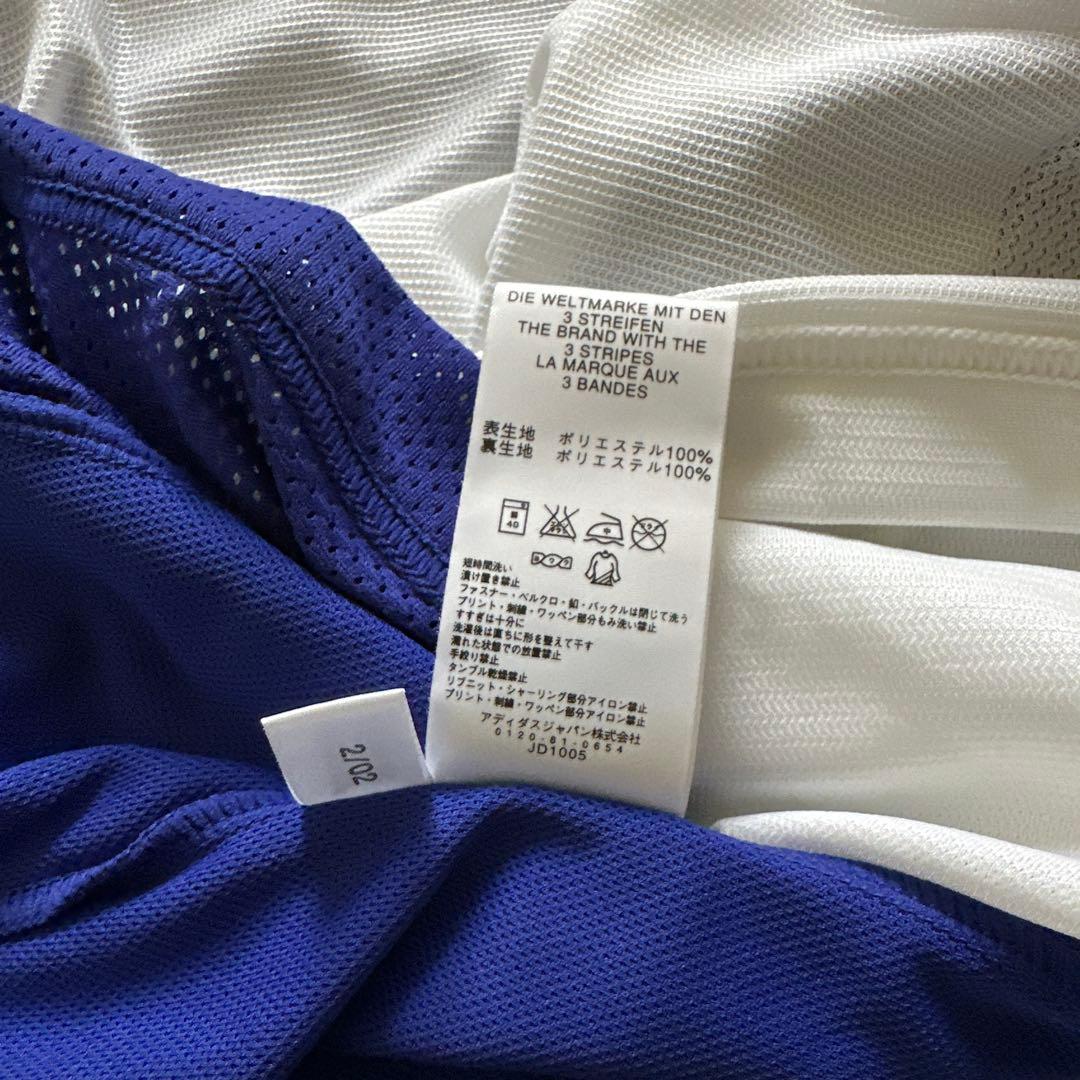 DIE WELTMARKE MIT DEN
3 STREIFEN
THE BRAND WITH THE
3 STRIPES
LA MARQUE AUX
3 BANDES
表生地 ポリエステル100%
裏生地 ポリエステル100%
40
中
短時間洗い
漬け置き禁止
ファスナー・ベルクロ・釦・バックルは閉じて洗う
プリント・刺繍・ワッペン部分もみ洗い禁止
すすぎは十分に
洗濯後は直ちに形を整えて干す
濡れた状態での放置禁止
手絞り禁止
タンブル乾燥禁止
リブニット・シャーリング部分アイロン禁止
プリント・刺繍・ワッペン部分アイロン禁止
アディダスジャパン株式会社
0120-81-0654
JD1005
2/02